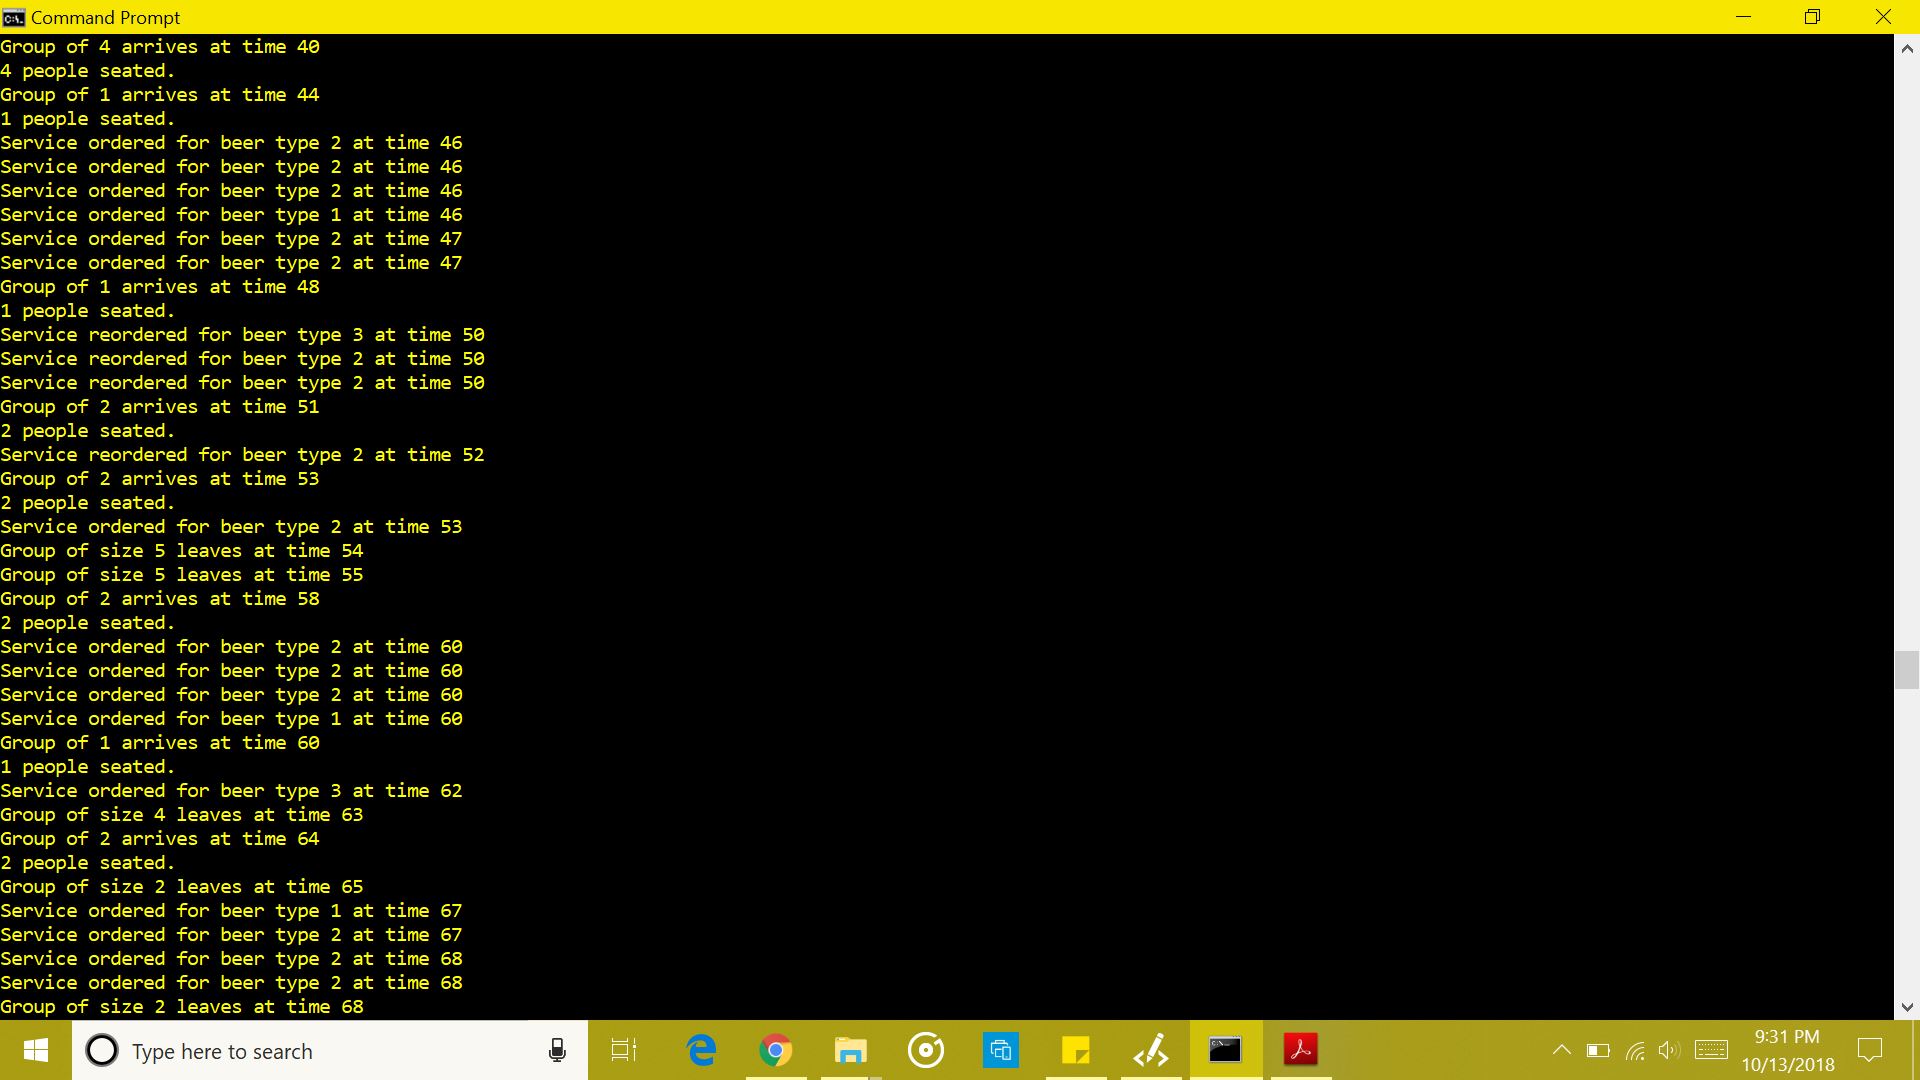 Command Prompt
Group of 4 arrives at time 40
4 people seated.
Group of 1 arrives at time 44
1 people seated.
Service ordered for beer type 2 at time 46
Service ordered for beer type 2 at time 46
Service ordered for beer type 2 at time 46
Service ordered for beer type 1 at time 46
Service ordered for beer type 2 at time 47
Service ordered for beer type 2 at time 47
Group of 1 arrives at time 48
1 people seated.
Service reordered for beer type 3 at time 50
Service reordered for beer type 2 at time 50
Service reordered for beer type 2 at time 50
Group of 2 arrives at time 51
2 people seated.
Service reordered for beer type 2 at time 52
Group of 2 arrives at time 53
2 people seated.
Service ordered for beer type 2 at time 53
Group of size 5 leaves at time 54
Group of size 5 leaves at time 55
Group of 2 arrives at time 58
2 people seated.
Service ordered for beer type 2 at time 60
Service ordered for beer type 2 at time 60
Service ordered for beer type 2 at time 60
Service ordered for beer type 1 at time 60
Group of 1 arrives at time 60
1 people seated.
Service ordered for beer type 3 at time 62
Group of size 4 leaves at time 63
Group of 2 arrives at time 64
2 people seated.
Group of size 2 leaves at time 65
Service ordered for beer type 1 at time 67
Service ordered for beer type 2 at time 67
Service ordered for beer type 2 at time 68
Service ordered for beer type 2 at time 68
Group of size 2 leaves at time 68
Type here to search
9:31 PM
10/13/2018